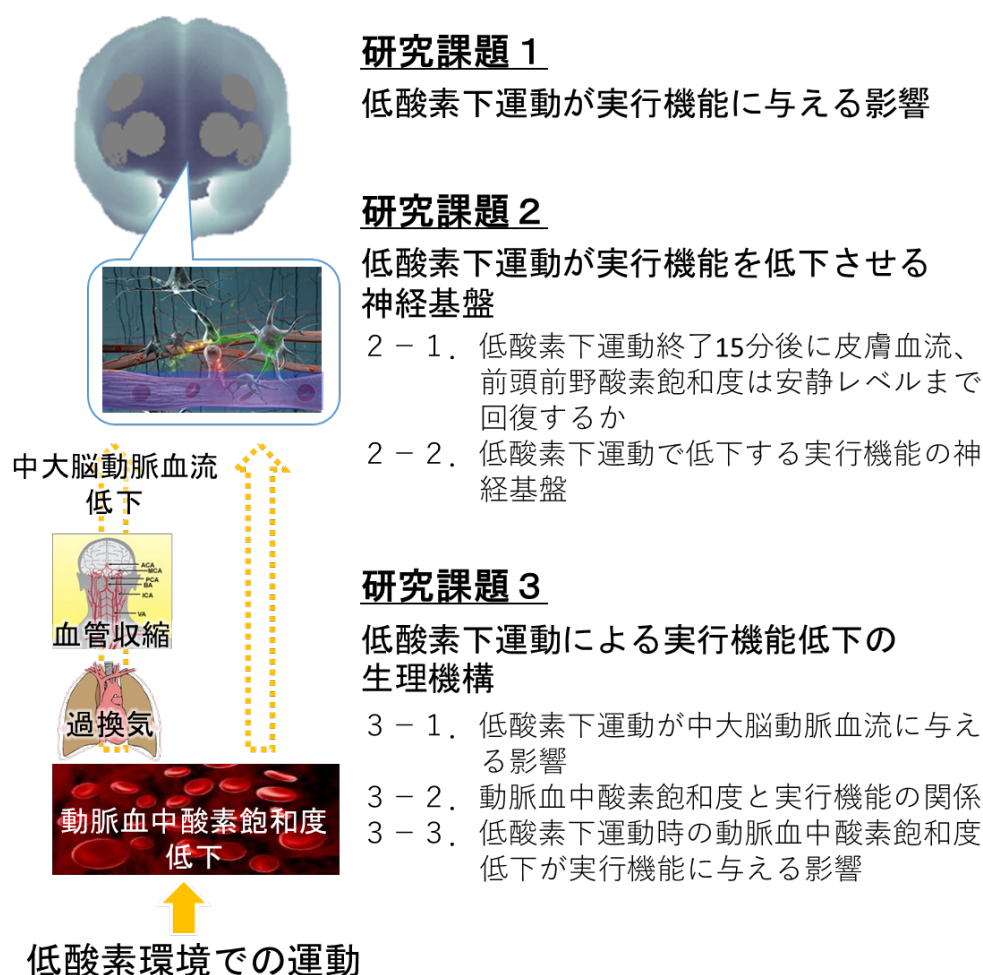 研究課題１
低酸素下運動が実行機能に与える影響
研究課題２
低酸素下運動が実行機能を低下させる
神経基盤
２－１．低酸素下運動終了15分後に皮膚血流、
前頭前野酸素飽和度は安静レベルまで
回復するか
２－２．低酸素下運動で低下する実行機能の神
経基盤
中大脳動脈血流
低下
ACA
MCA
PCA
BA
ICA
VA
血管収縮
過換気
動脈血中酸素飽和度
低下
低酸素環境での運動
研究課題３
低酸素下運動による実行機能低下の
生理機構
３－１．低酸素下運動が中大脳動脈血流に与え
る影響
３－２．動脈血中酸素飽和度と実行機能の関係
３－３．低酸素下運動時の動脈血中酸素飽和度
低下が実行機能に与える影響